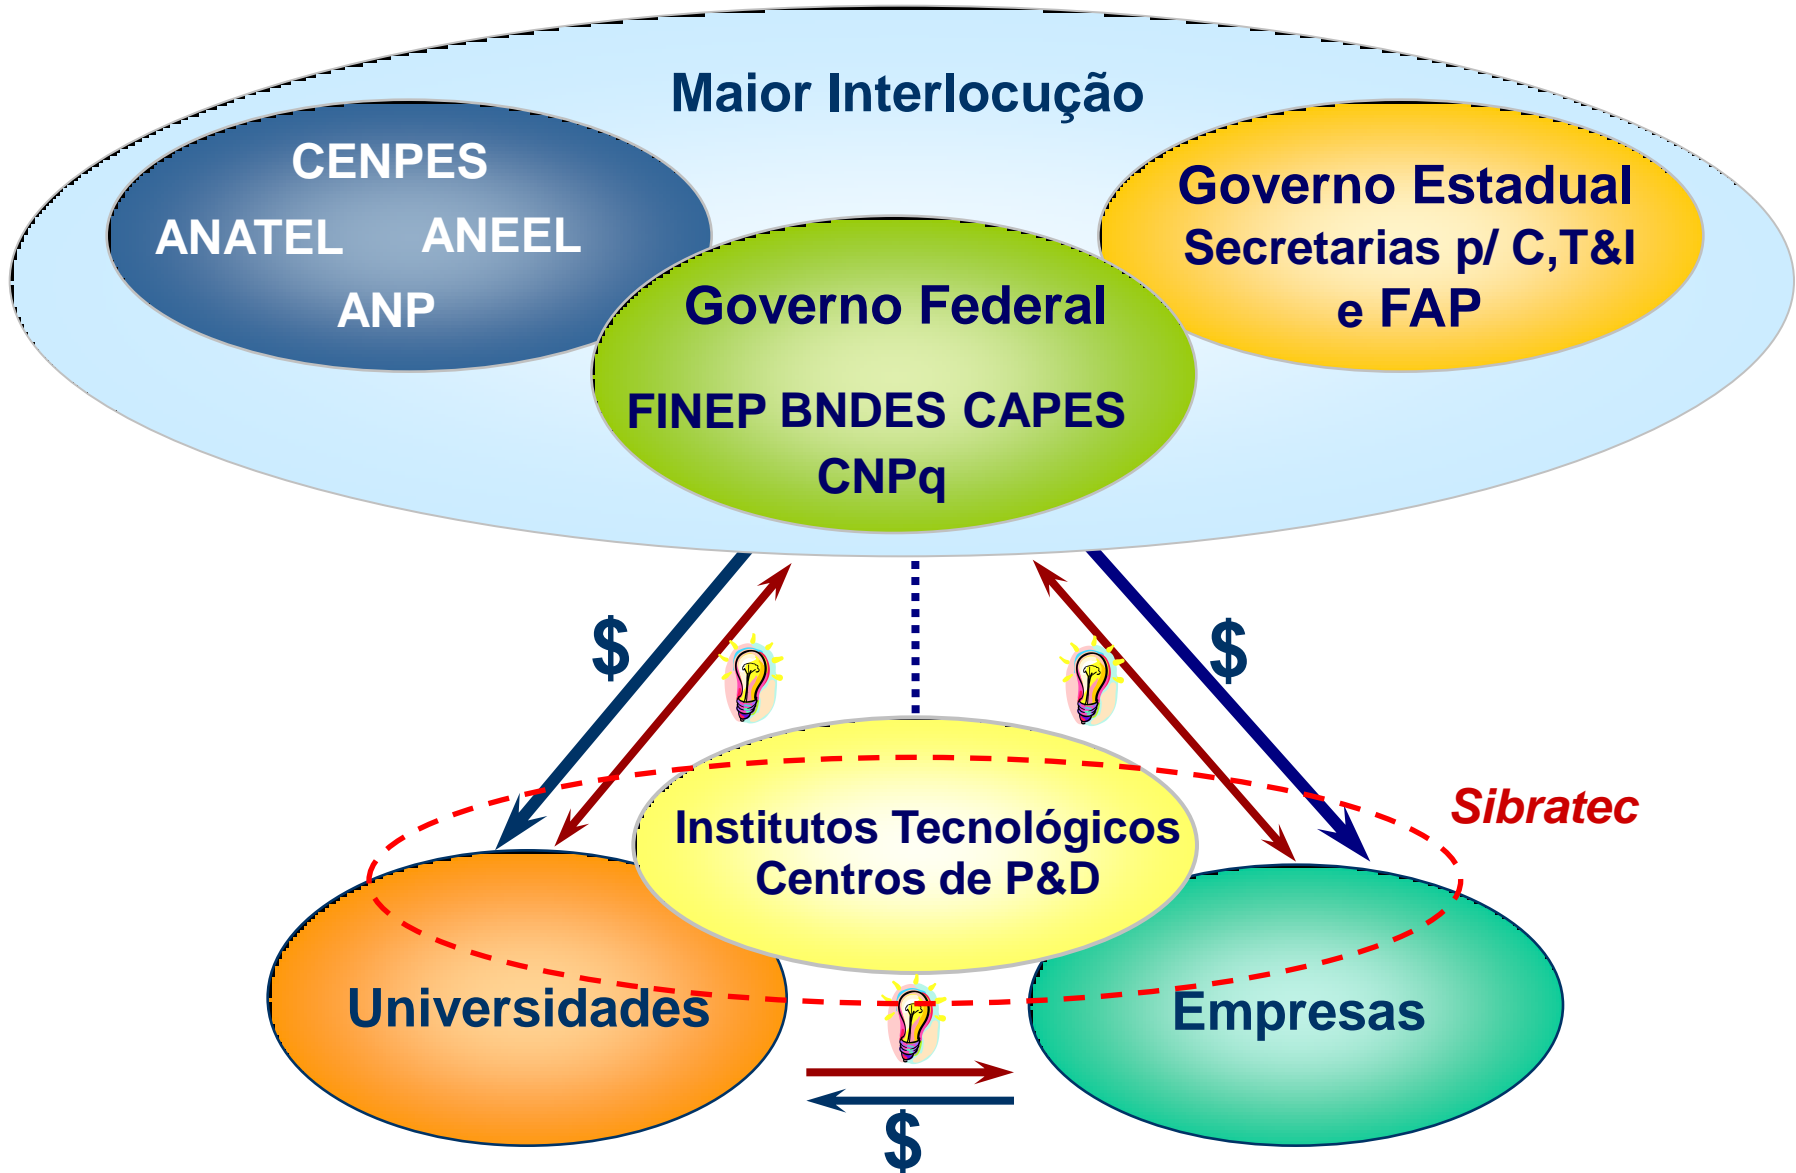 Maior Interlocução
CENPES
ANATEL ANEEL
ANP
Governo Estadual
Secretarias p/ C,T&I
e FAP
Governo Federal
FINEP BNDES CAPES
CNPq
$
$
Sibratec
Institutos Tecnológicos
Centros de P&D
Universidades
Empresas
$